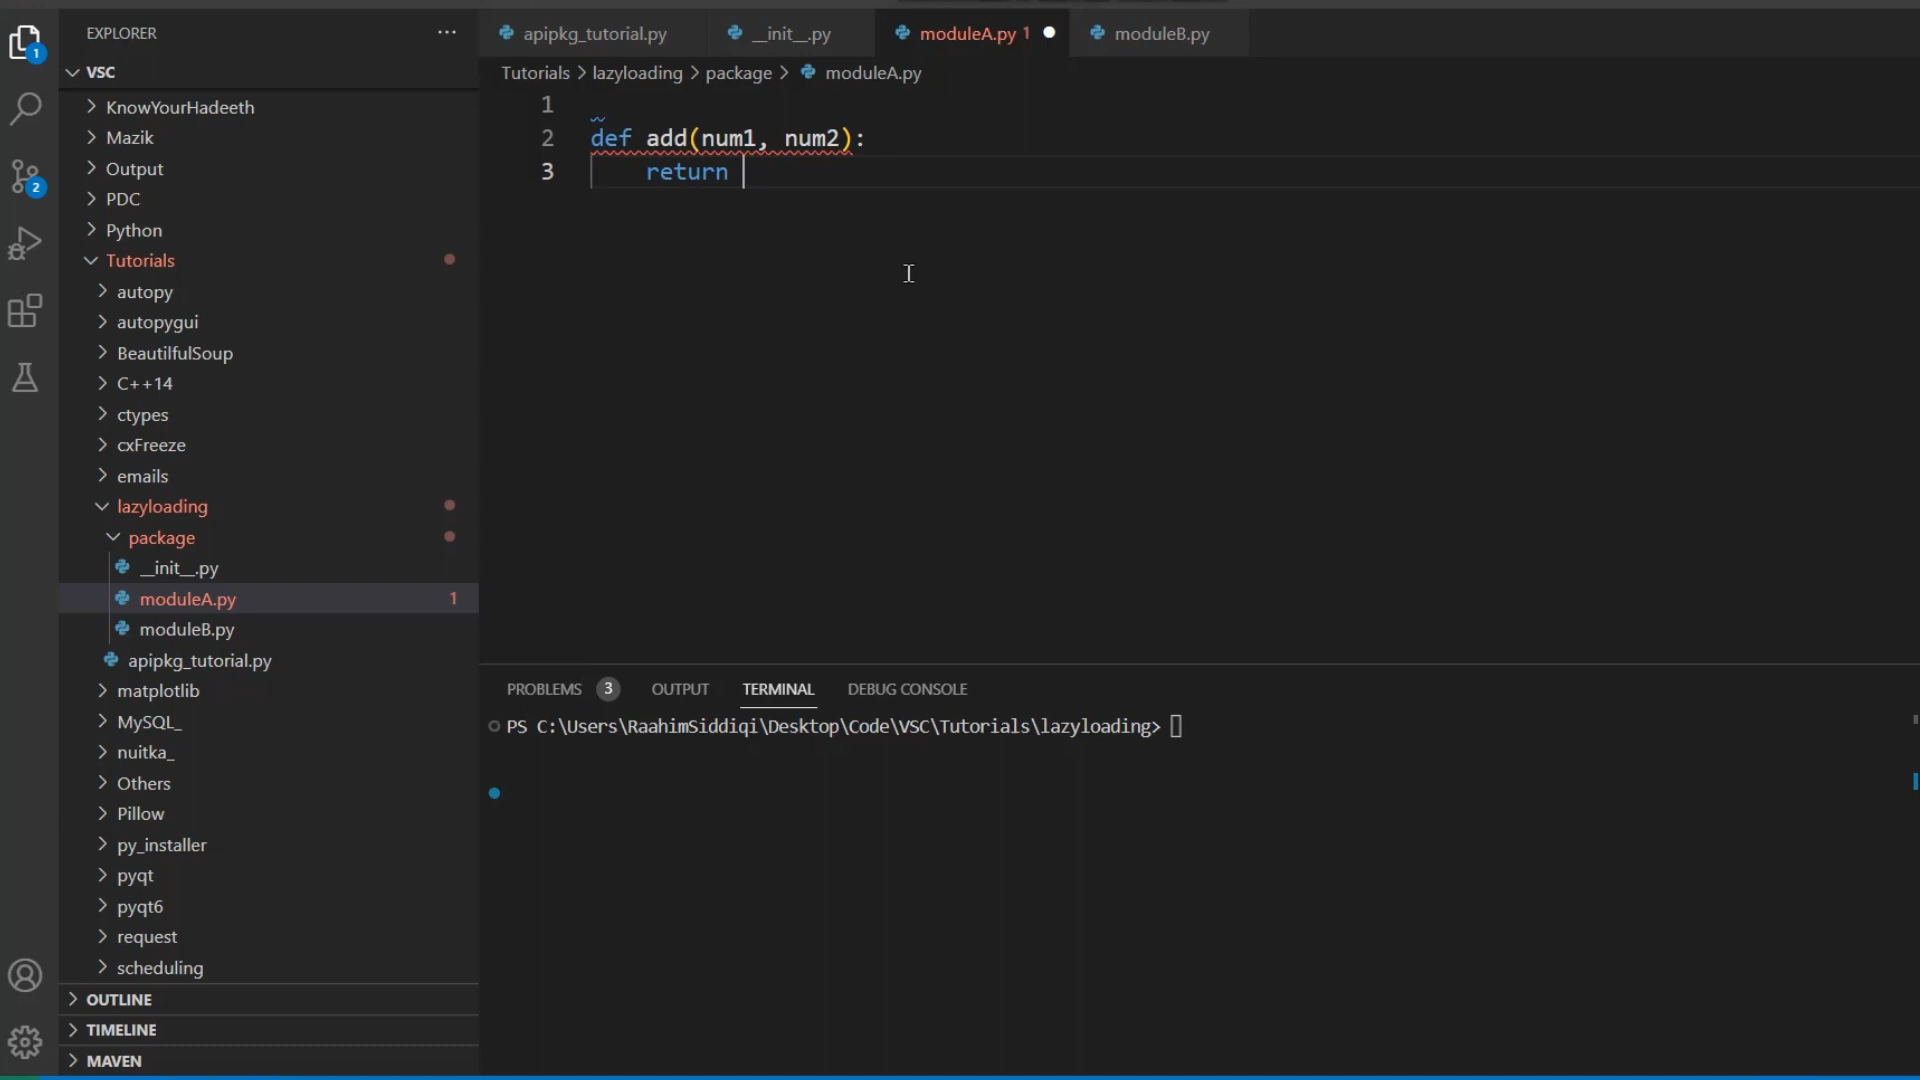 EXPLORER
VSC
KnowYourHadeeth
Mazik
Output
PDC
Python
Tutorials
autopy
autopygui
BeautilfulSoup
C++14
ctypes
cxFreeze
emails
lazyloading
package
__init__.py
moduleA.py 1
moduleB.py
apipkg_tutorial.py
matplotlib
MySQL_
nuitka_
Others
Pillow
py_installer
pyqt
pyqt6
request
scheduling
OUTLINE
TIMELINE
MAVEN
1
2
apipkg_tutorial.py __init__.py moduleA.py 1 moduleB.py
Tutorials > lazyloading > package > moduleA.py
1
2 def add(num1, num2):
3 return
PROBLEMS 3 OUTPUT TERMINAL DEBUG CONSOLE
PS C:\Users\RaahimSiddiqi\Desktop\Code\VSC\Tutorials\lazyloading>